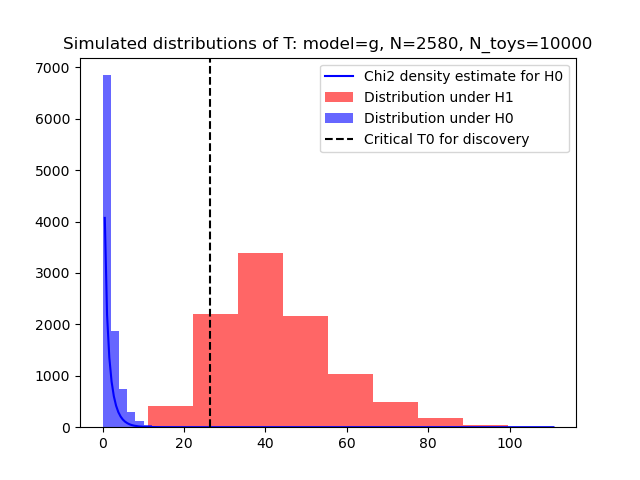 Simulated distributions of T: model=g, N=2580, N_toys=10000
7000
6000
5000
4000
3000
2000
1000
0
Chi2 density estimate for H0
Distribution under H1
Distribution under H0
Critical T0 for discovery
0 20 40 60 80 100